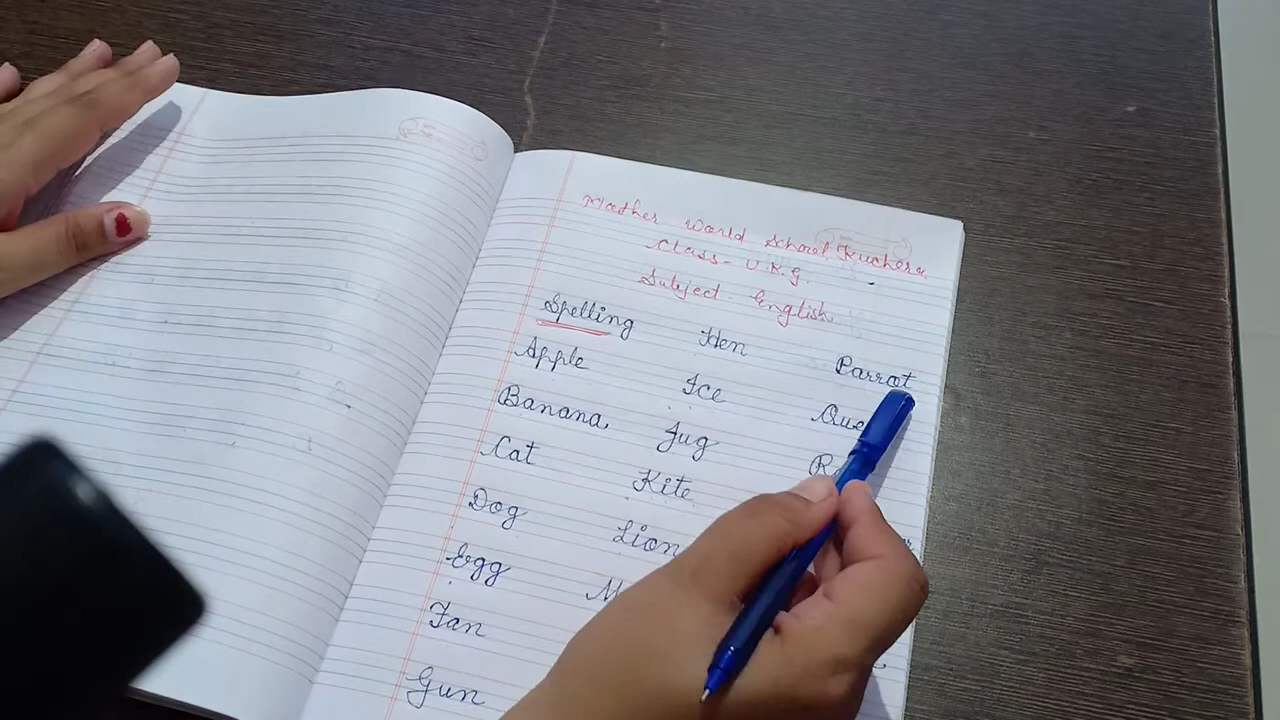 Mother World School, Kuchera.
Class - U.K.G.
Subject - English
Spelling
Apple
Banana
Cat
Dog
Egg
Fan
Gun
Hen
Ice
Jug
Kite
Lion
Parrot